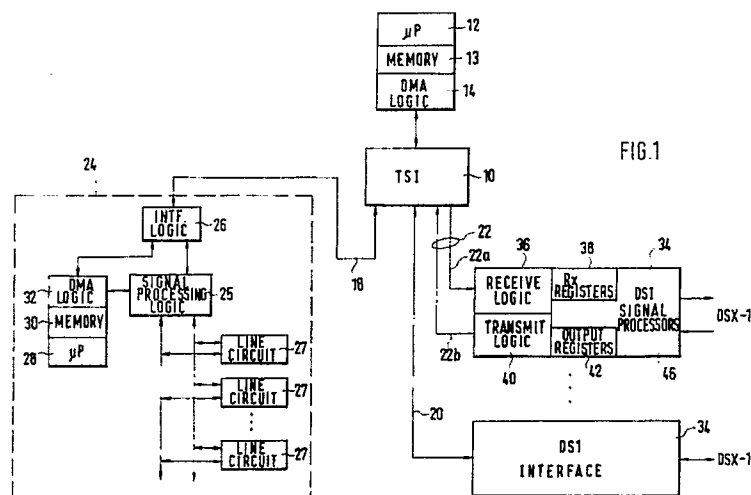 μP 12
MEMORY 13
DMA LOGIC 14
FIG.1
TSI 10
24
INTF. LOGIC 26
18
22
22a
22b
20
32 DMA LOGIC
30 MEMORY
28 μP
SIGNAL PROCESSING LOGIC 25
LINE CIRCUIT 27
LINE CIRCUIT 27
LINE CIRCUIT 27
36 38 34
RECEIVE LOGIC
Rx REGISTERS
DS1 SIGNAL PROCESSORS
TRANSMIT LOGIC
OUTPUT REGISTERS
40 42 46
DSX-1
34
DS1 INTERFACE
DSX-1